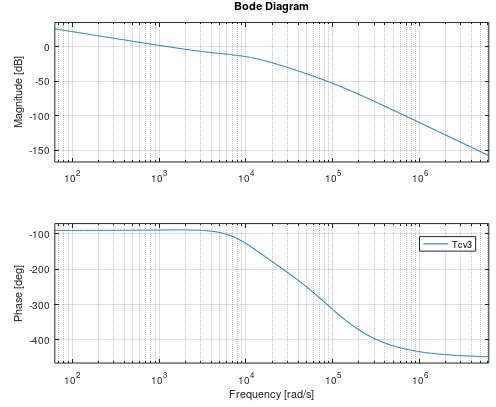 Bode Diagram
Magnitude [dB]
0
-50
-100
-150
10^2 10^3 10^4 10^5 10^6
Phase [deg]
-100
-200
-300
-400
Tcv3
10^2 10^3 10^4 10^5 10^6
Frequency [rad/s]